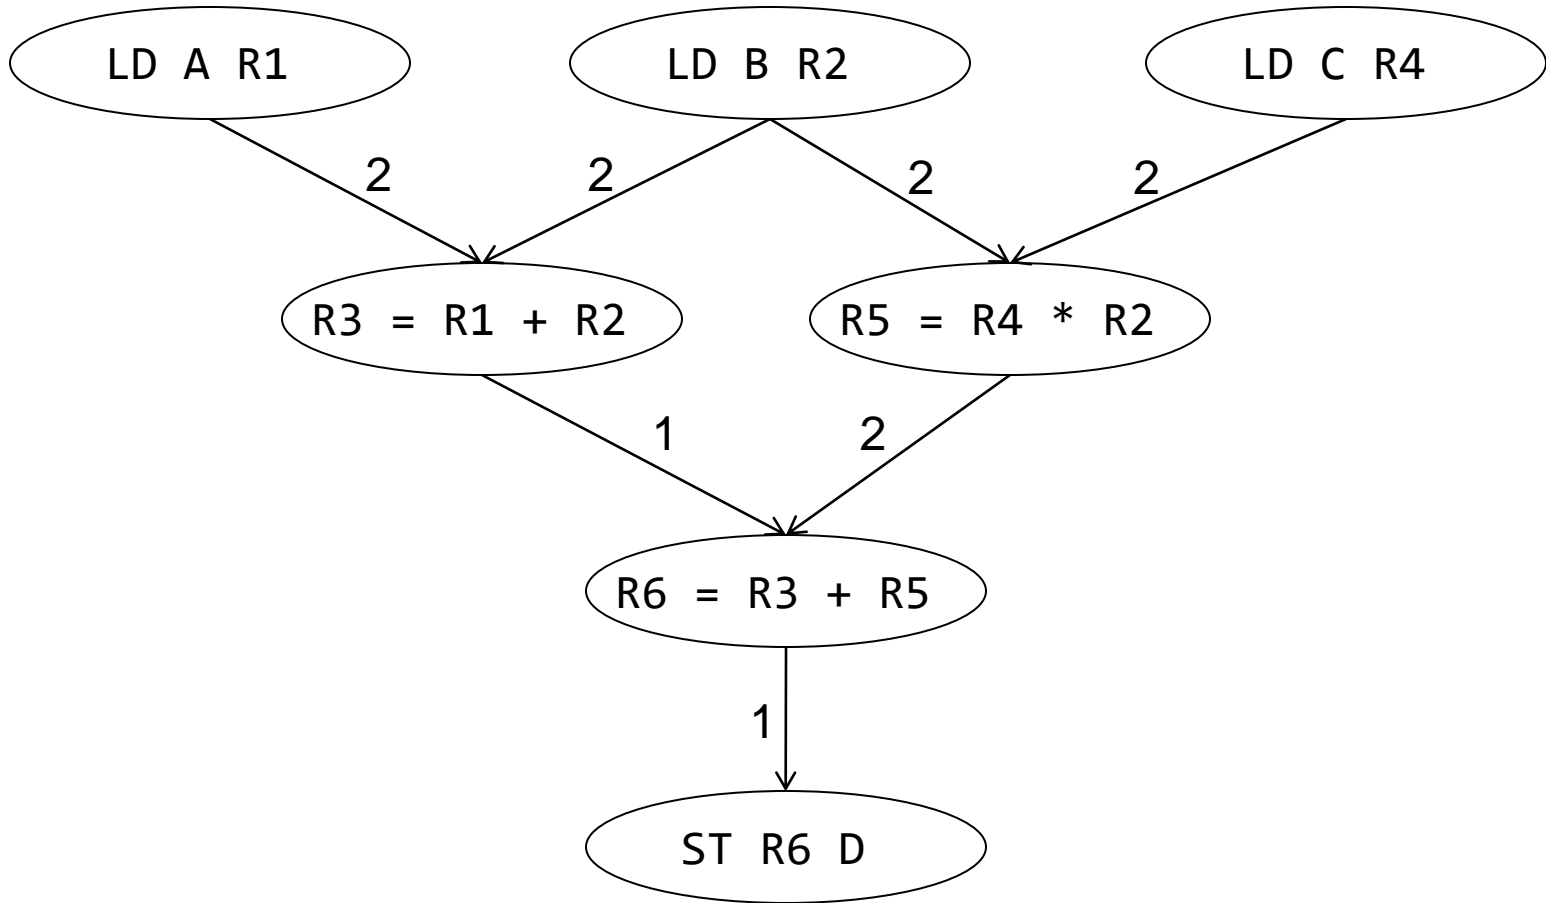 LD A R1
LD B R2
LD C R4
2
2
2
2
R3 = R1 + R2
R5 = R4 * R2
1
2
R6 = R3 + R5
1
ST R6 D